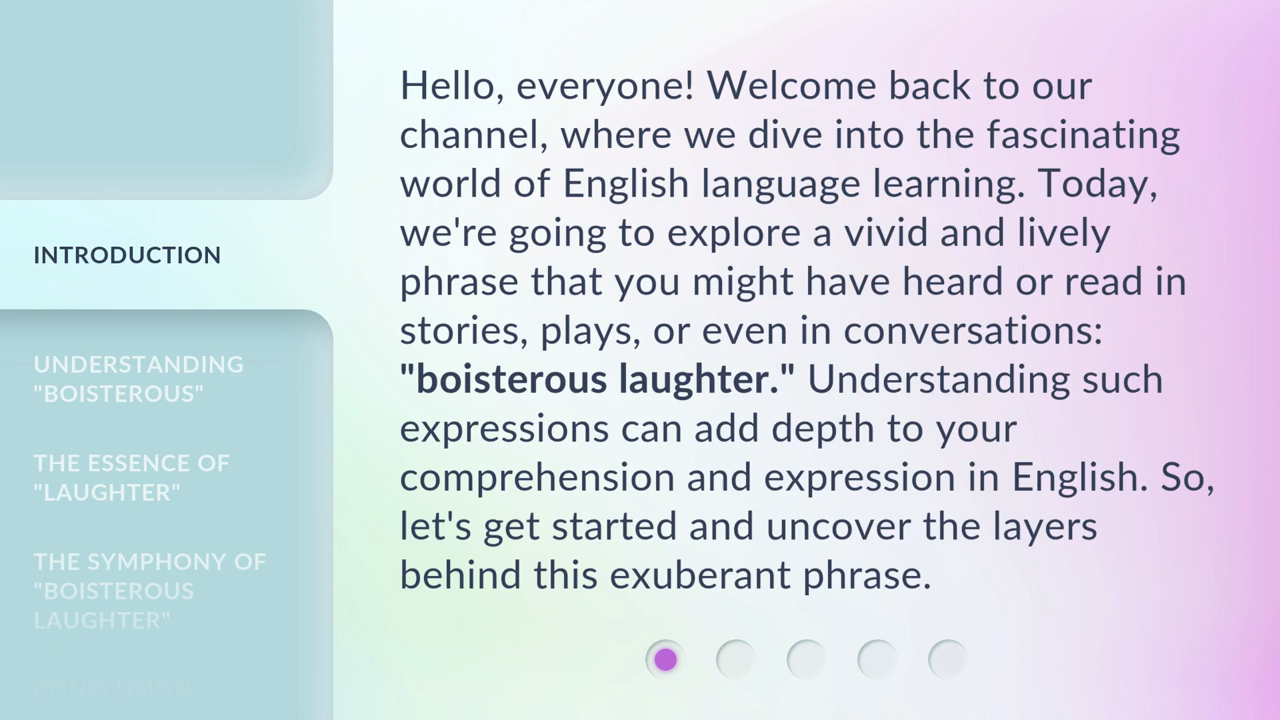 INTRODUCTION
UNDERSTANDING
"BOISTEROUS"
THE ESSENCE OF
"LAUGHTER"
THE SYMPHONY OF
"BOISTEROUS
LAUGHTER"
CONCLUSION
Hello, everyone! Welcome back to our
channel, where we dive into the fascinating
world of English language learning. Today,
we're going to explore a vivid and lively
phrase that you might have heard or read in
stories, plays, or even in conversations:
"boisterous laughter." Understanding such
expressions can add depth to your
comprehension and expression in English. So,
let's get started and uncover the layers
behind this exuberant phrase.